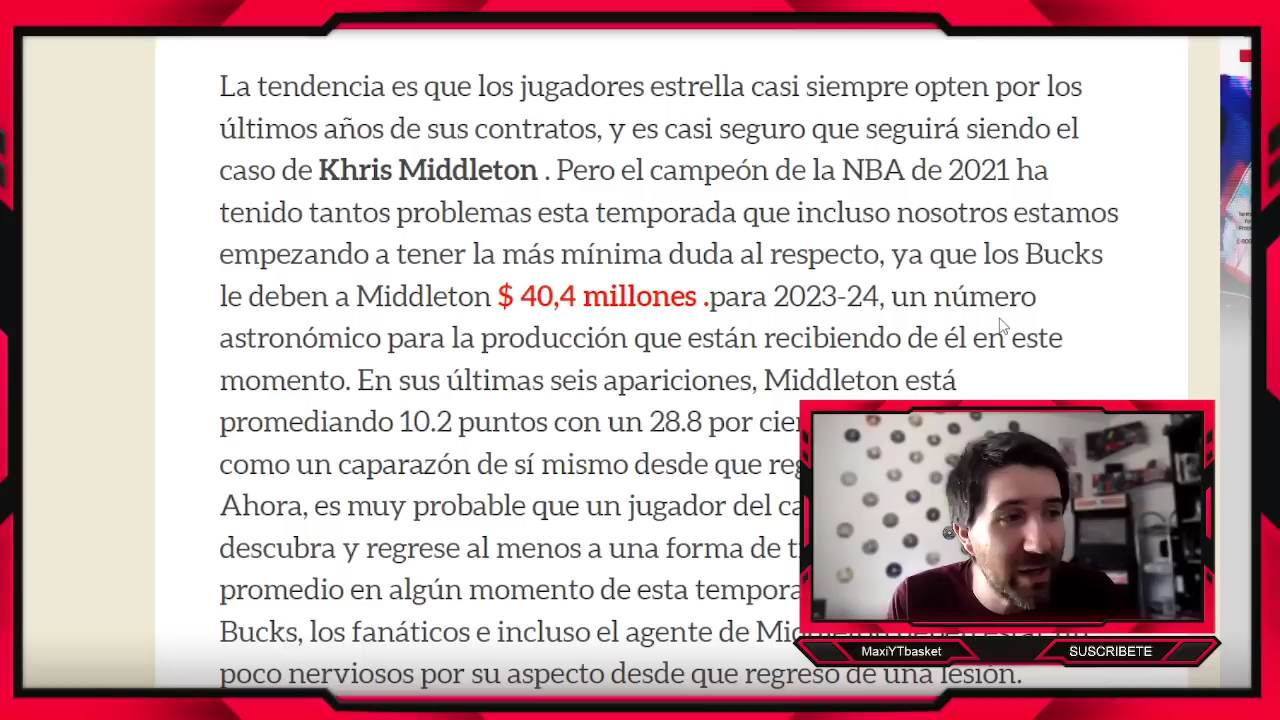 La tendencia es que los jugadores estrella casi siempre opten por los
últimos años de sus contratos, y es casi seguro que seguirá siendo el
caso de Khris Middleton . Pero el campeón de la NBA de 2021 ha
tenido tantos problemas esta temporada que incluso nosotros estamos
empezando a tener la más mínima duda al respecto, ya que los Bucks
le deben a Middleton $ 40,4 millones .para 2023-24, un número
astronómico para la producción que están recibiendo de él en este
momento. En sus últimas seis apariciones, Middleton está
promediando 10.2 puntos con un 28.8 por
como un caparazón de sí mismo desde que
Ahora, es muy probable que un jugador del
descubra y regrese al menos a una forma de
promedio en algún momento de esta
Bucks, los fanáticos e incluso el agente de
poco nerviosos por su aspecto desde que regresó de una lesión.
MaxiYTbasket
SUSCRIBETE